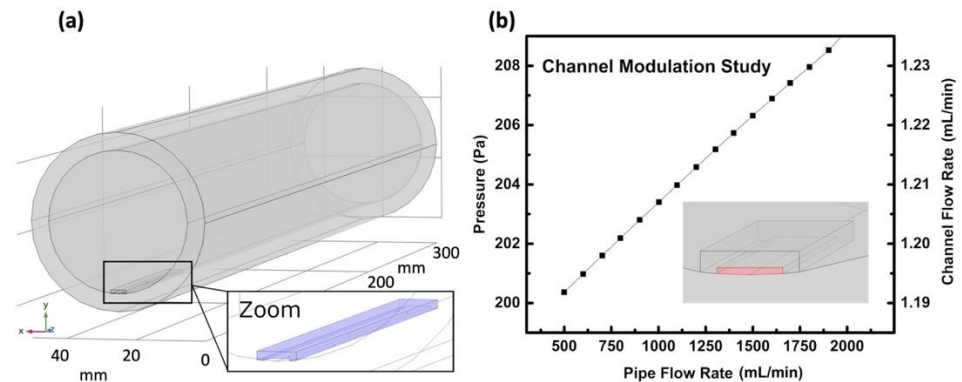 (a)
300
mm
200
y
x
z
Zoom
40
20
0
mm
(b)
Channel Modulation Study
208
206
204
202
200
Pressure (Pa)
1.23
1.22
1.21
1.20
1.19
Channel Flow Rate (mL/min)
500 750 1000 1250 1500 1750 2000
Pipe Flow Rate (mL/min)